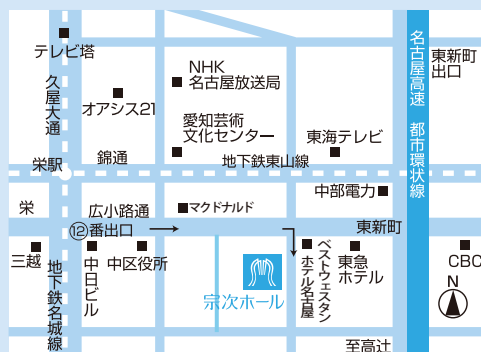 テレビ塔
久屋大通
オアシス21
NHK
名古屋放送局
愛知芸術
文化センター
東海テレビ
名古屋高速 都市環状線
東新町
出口
栄駅
錦通
地下鉄東山線
中部電力
栄
広小路通
マクドナルド
⑫番出口
東新町
三越
地下鉄名城線
中日ビル
中区役所
宗次ホール
ベストウェスタン
ホテル名古屋
東急
ホテル
CBC
N
至高辻